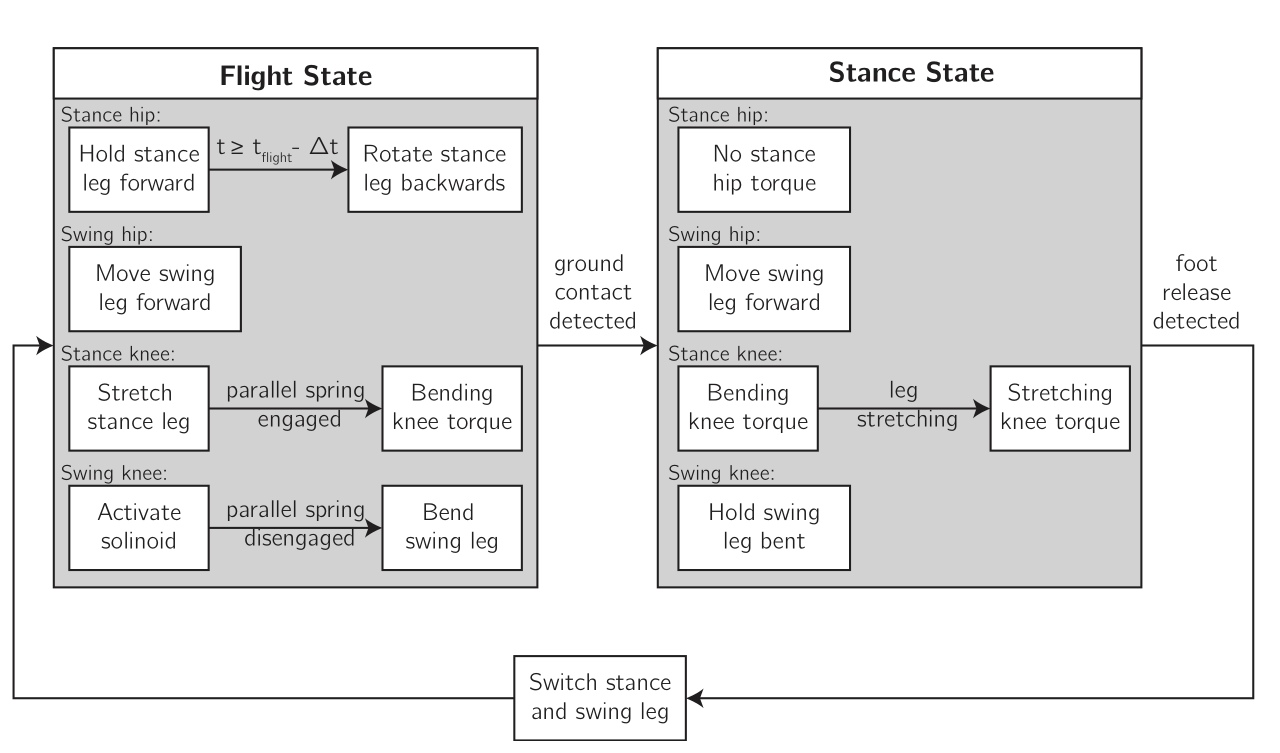 Flight State
Stance hip:
Hold stance
leg forward
t ≥ t_flight - Δt
Rotate stance
leg backwards
Swing hip:
Move swing
leg forward
Stance knee:
Stretch
stance leg
parallel spring
engaged
Bending
knee torque
Swing knee:
Activate
solinoid
parallel spring
disengaged
Bend
swing leg
ground
contact
detected
Stance State
Stance hip:
No stance
hip torque
Swing hip:
Move swing
leg forward
Stance knee:
Bending
knee torque
leg
stretching
Stretching
knee torque
Swing knee:
Hold swing
leg bent
foot
release
detected
Switch stance
and swing leg